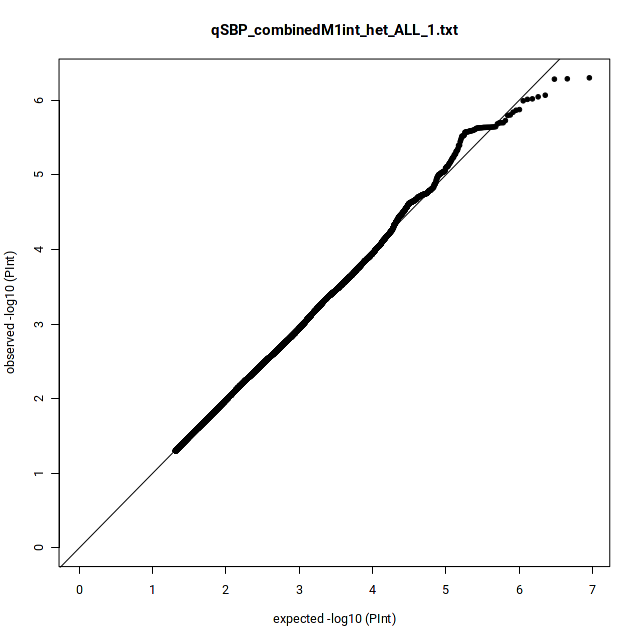 qSBP_combinedM1int_het_ALL_1.txt
6
5
4
3
2
1
0
observed -log10 (PInt)
0 1 2 3 4 5 6 7
expected -log10 (PInt)